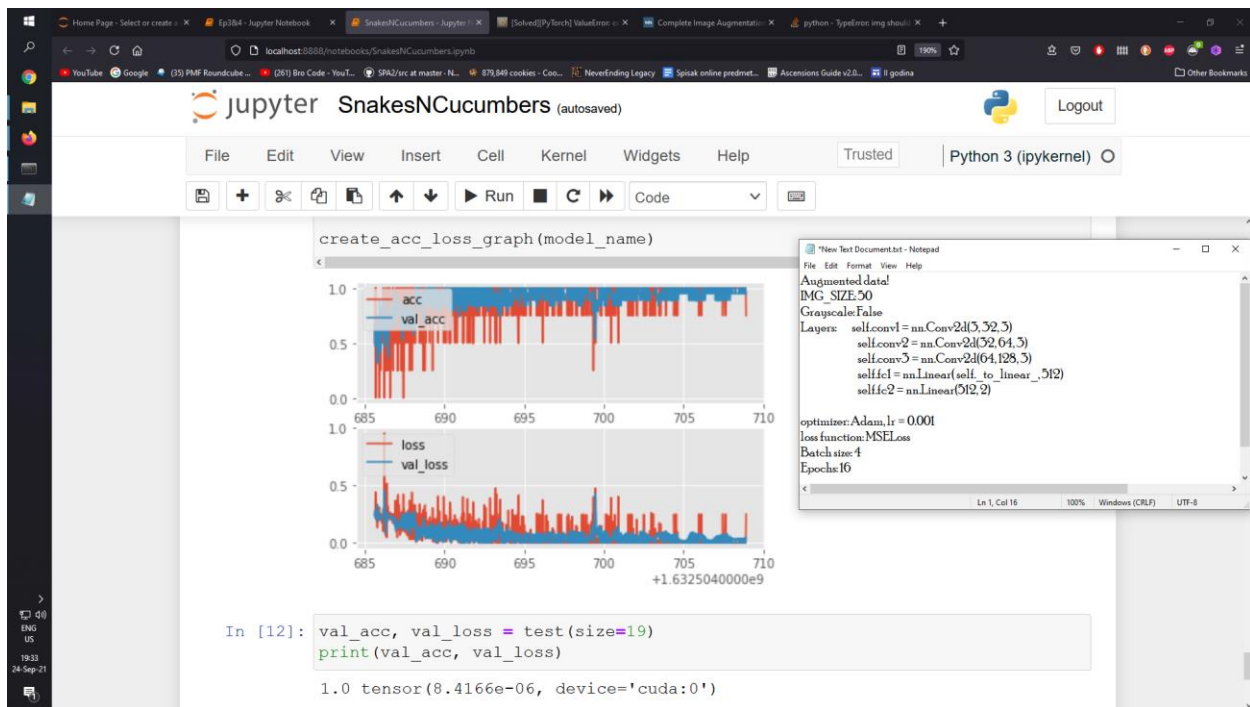 Home Page - Select or create a
Ep3&4 - Jupyter Notebook
SnakesNCucumbers - Jupyter
[Solved][PyTorch] ValueError: ex
Complete Image Augmentation
python - TypeError: img should
localhost:8888/notebooks/SnakesNCucumbers.ipynb
190%
YouTube
Google
(35) PMF Roundcube ...
(261) Bro Code - YouT...
SPA2/src at master · N...
879,849 cookies - Coo...
NeverEnding Legacy
Spisak online predmet...
Ascensions Guide v2.0...
II godina
Other Bookmarks
jupyter SnakesNCucumbers (autosaved)
Logout
File Edit View Insert Cell Kernel Widgets Help
Trusted
Python 3 (ipykernel)
Run
Code
create_acc_loss_graph(model_name)
1.0
0.5
0.0
acc
val_acc
685 690 695 700 705 710
1.0
0.5
0.0
loss
val_loss
685 690 695 700 705 710
+1.6325040000e9
*New Text Document.txt - Notepad
File Edit Format View Help
Augmented data!
IMG_SIZE:50
Grayscale:False
Layers: self.conv1 = nn.Conv2d(3,32,3)
self.conv2 = nn.Conv2d(32,64,3)
self.conv3 = nn.Conv2d(64,128,3)
self.fc1 = nn.Linear(self._to_linear_,512)
self.fc2 = nn.Linear(512,2)
optimizer:Adam, lr = 0.001
loss function:MSELoss
Batch size:4
Epochs:16
Ln 1, Col 16
100%
Windows (CRLF)
UTF-8
In [12]: val_acc, val_loss = test(size=19)
print(val_acc, val_loss)
1.0 tensor(8.4166e-06, device='cuda:0')
ENG
US
19:33
24-Sep-21